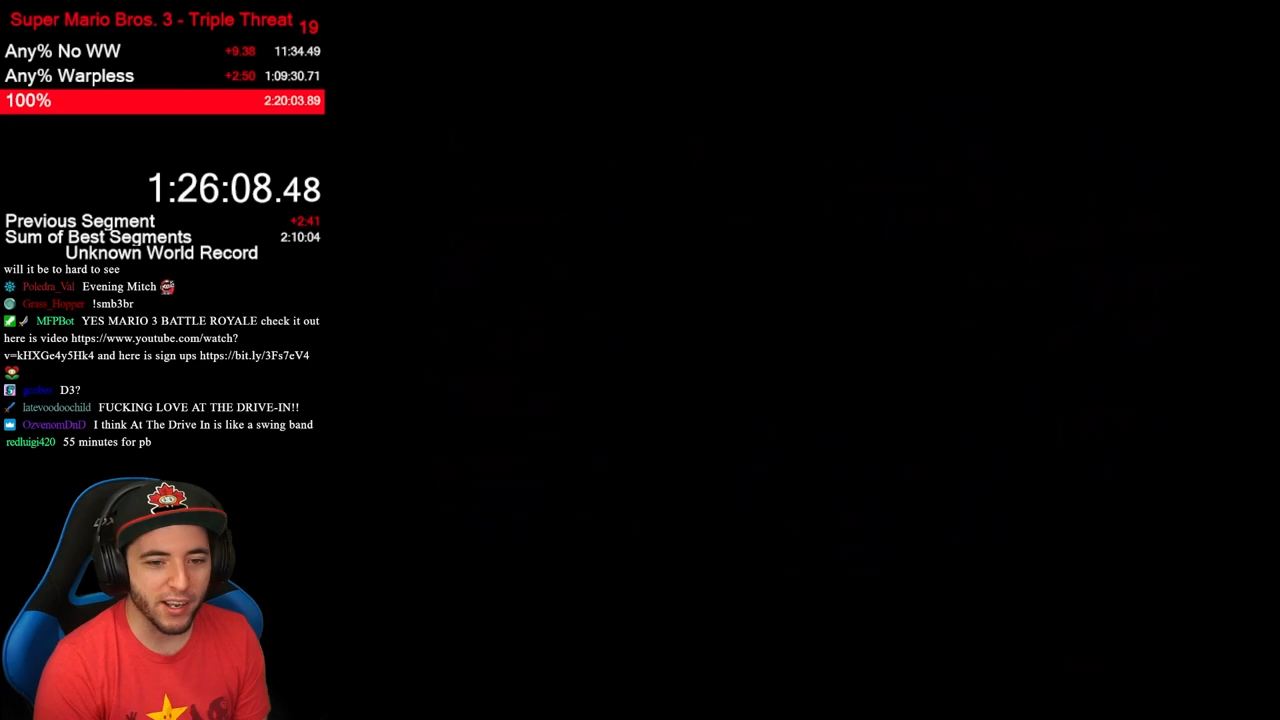 Super Mario Bros. 3 - Triple Threat
19
Any% No WW +9.38 11:34.49
Any% Warpless +2:50 1:09:30.71
100% 2:20:03.89
1:26:08.48
Previous Segment +2:41
Sum of Best Segments 2:10:04
Unknown World Record
will it be to hard to see
Poledra_Val Evening Mitch
Grass_Hopper !smb3br
MFPBot YES MARIO 3 BATTLE ROYALE check it out
here is video https://www.youtube.com/watch?
v=kHXGe4y5Hk4 and here is sign ups https://bit.ly/3Fs7eV4
D3?
latevoodoochild FUCKING LOVE AT THE DRIVE-IN!!
OzvenomDnD I think At The Drive In is like a swing band
redluigi420 55 minutes for pb